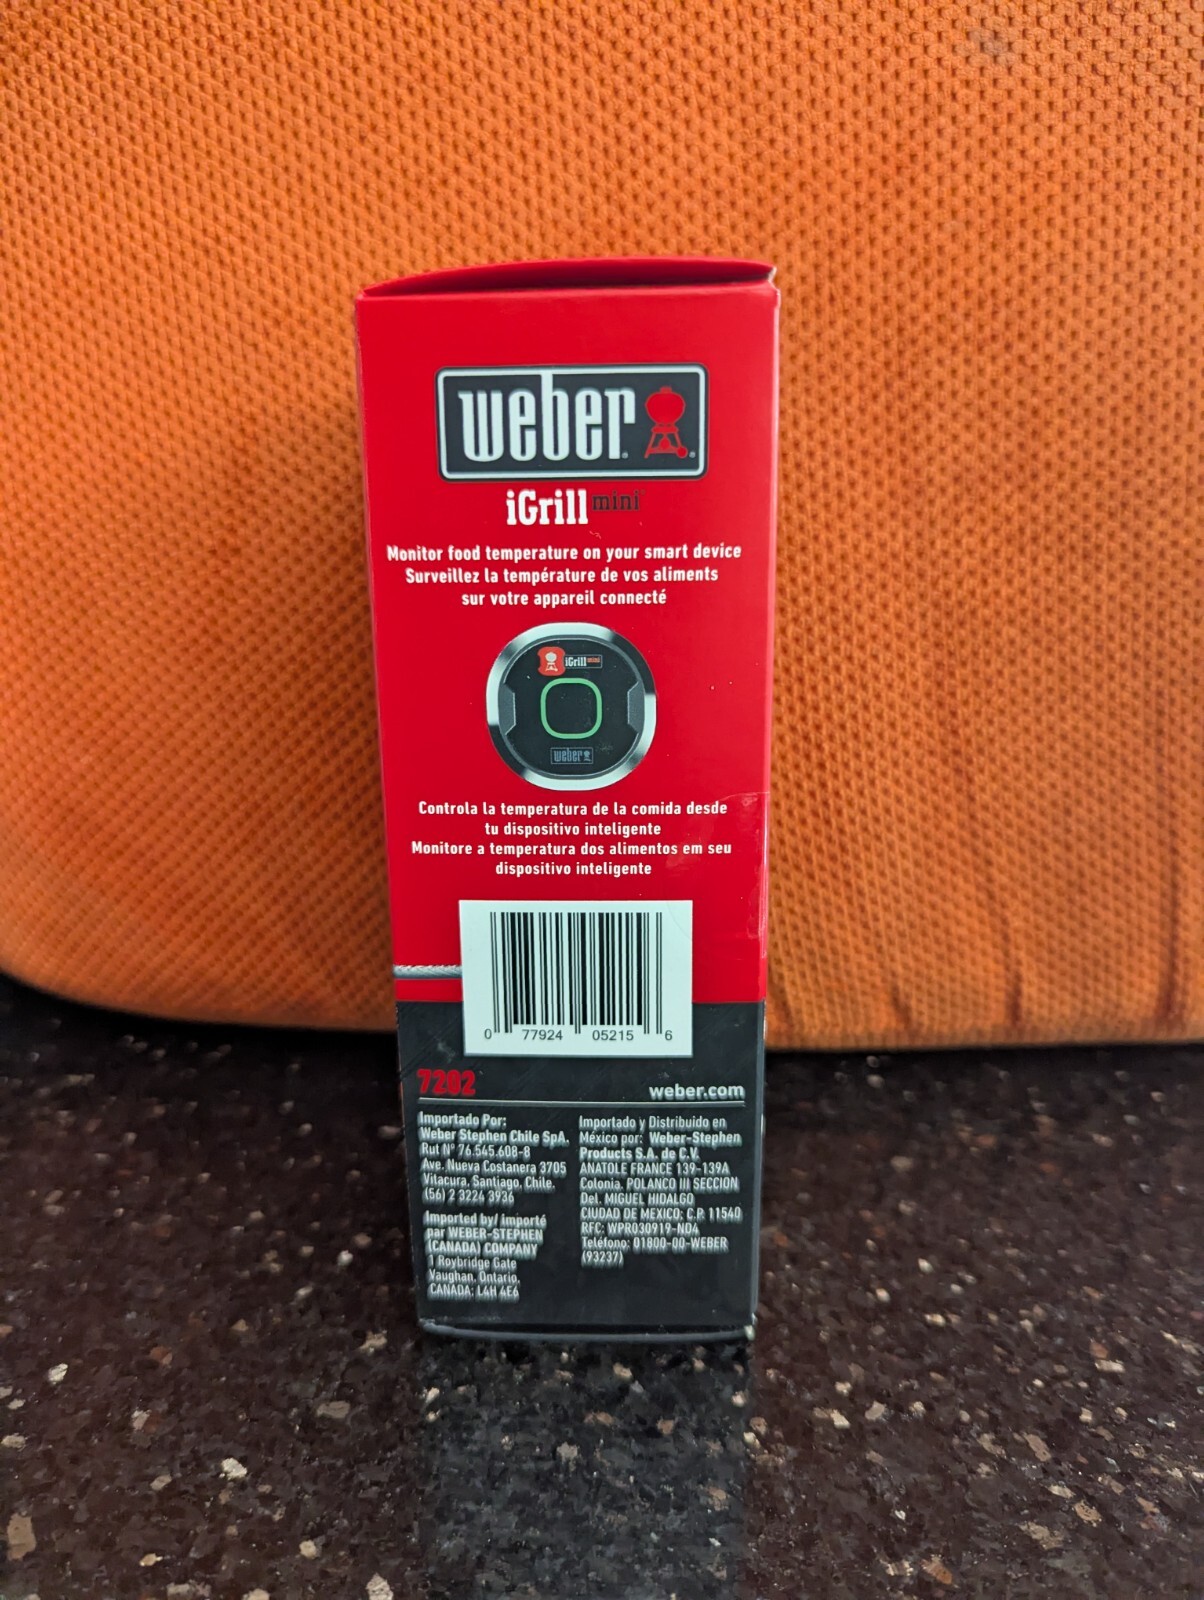 weber
iGrill mini
Monitor food temperature on your smart device
Surveillez la température de vos aliments
sur votre appareil connecté
iGrill mini
weber
Controla la temperatura de la comida desde
tu dispositivo inteligente
Monitore a temperatura dos alimentos em seu
dispositivo inteligente
0 77924 05215 6
7202
weber.com
Importado Por:
Weber Stephen Chile SpA.
Rut Nº 76.545.608-8
Ave. Nueva Costanera 3705
Vitacura, Santiago, Chile.
(56) 2 3224 3936
Imported by/ importé
par WEBER-STEPHEN
(CANADA) COMPANY
1 Roybridge Gate
Vaughan, Ontario,
CANADA; L4H 4E6
Importado y Distribuido en
México por: Weber-Stephen
Products S.A. de C.V.
ANATOLE FRANCE 139-139A
Colonia. POLANCO III SECCION
Del. MIGUEL HIDALGO
CIUDAD DE MEXICO; C.P. 11540
RFC: WPR030919-ND4
Teléfono: 01800-00-WEBER
(93237)